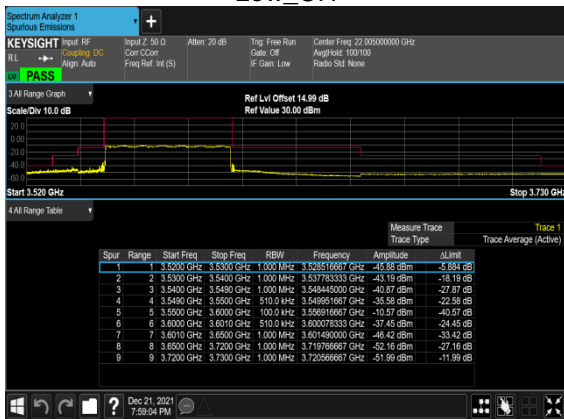 Spectrum Analyzer 1
Spurious Emissions
KEYSIGHT Input: RF Input Z: 50 Ω Atten: 20 dB Trig: Free Run Center Freq: 22.005000000 GHz
RL Coupling: DC Corr CCorr Gate: Off Avg|Hold: 100/100
Align: Auto Freq Ref: Int (S) IF Gain: Low Radio Std: None
PASS
3 All Range Graph Ref Lvl Offset 14.99 dB
Scale/Div 10.0 dB Ref Value 30.00 dBm
20.0
0.00
-20.0
-40.0
-60.0
Start 3.520 GHz Stop 3.730 GHz
4 All Range Table
Measure Trace Trace 1
Trace Type Trace Average (Active)
Spur Range Start Freq Stop Freq RBW Frequency Amplitude ΔLimit
1 1 3.5200 GHz 3.5300 GHz 1.000 MHz 3.528516667 GHz -45.88 dBm -5.884 dB
2 2 3.5300 GHz 3.5400 GHz 1.000 MHz 3.537783333 GHz -43.19 dBm -18.19 dB
3 3 3.5400 GHz 3.5490 GHz 1.000 MHz 3.548445000 GHz -40.87 dBm -27.87 dB
4 4 3.5490 GHz 3.5500 GHz 510.0 kHz 3.549951667 GHz -35.58 dBm -22.58 dB
5 5 3.5500 GHz 3.6000 GHz 100.0 kHz 3.556916667 GHz -10.57 dBm -40.57 dB
6 6 3.6000 GHz 3.6010 GHz 510.0 kHz 3.600078333 GHz -37.45 dBm -24.45 dB
7 7 3.6010 GHz 3.6500 GHz 1.000 MHz 3.601490000 GHz -46.42 dBm -33.42 dB
8 8 3.6500 GHz 3.7200 GHz 1.000 MHz 3.719766667 GHz -52.16 dBm -27.16 dB
9 9 3.7200 GHz 3.7300 GHz 1.000 MHz 3.720566667 GHz -51.99 dBm -11.99 dB
Dec 21, 2021
7:59:04 PM